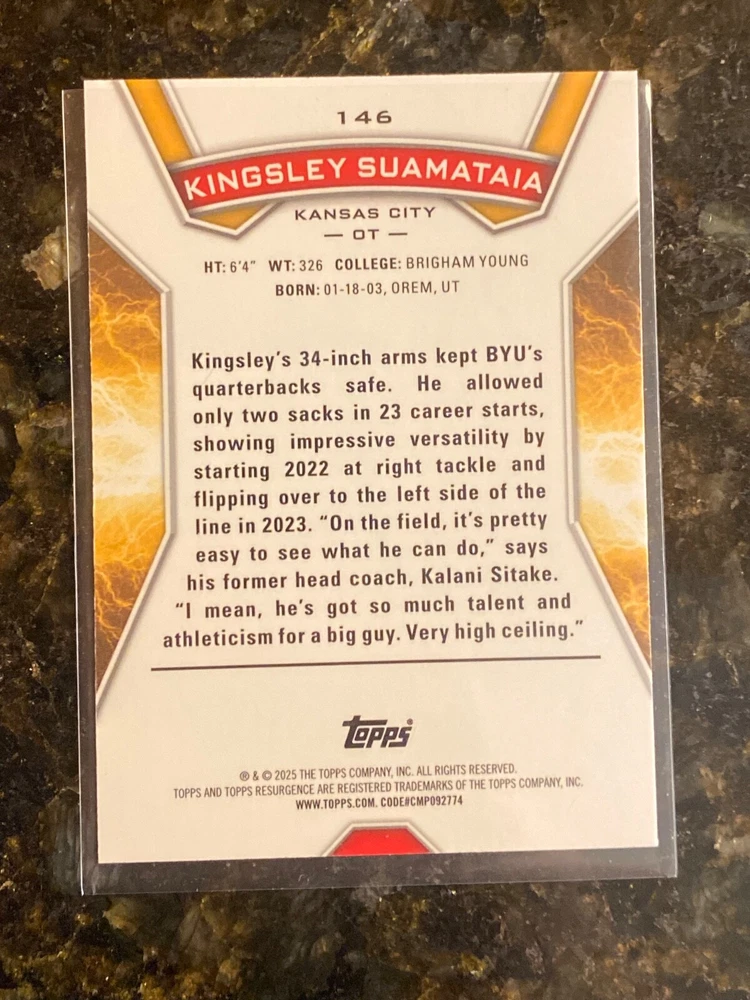 146
KINGSLEY SUAMATAIA
KANSAS CITY
— OT —
HT: 6'4" WT: 326 COLLEGE: BRIGHAM YOUNG
BORN: 01-18-03, OREM, UT
Kingsley's 34-inch arms kept BYU's
quarterbacks safe. He allowed
only two sacks in 23 career starts,
showing impressive versatility by
starting 2022 at right tackle and
flipping over to the left side of the
line in 2023. "On the field, it's pretty
easy to see what he can do," says
his former head coach, Kalani Sitake.
"I mean, he's got so much talent and
athleticism for a big guy. Very high ceiling."
Topps®
® & © 2025 THE TOPPS COMPANY, INC. ALL RIGHTS RESERVED.
TOPPS AND TOPPS RESURGENCE ARE REGISTERED TRADEMARKS OF THE TOPPS COMPANY, INC.
WWW.TOPPS.COM. CODE#CMP092774